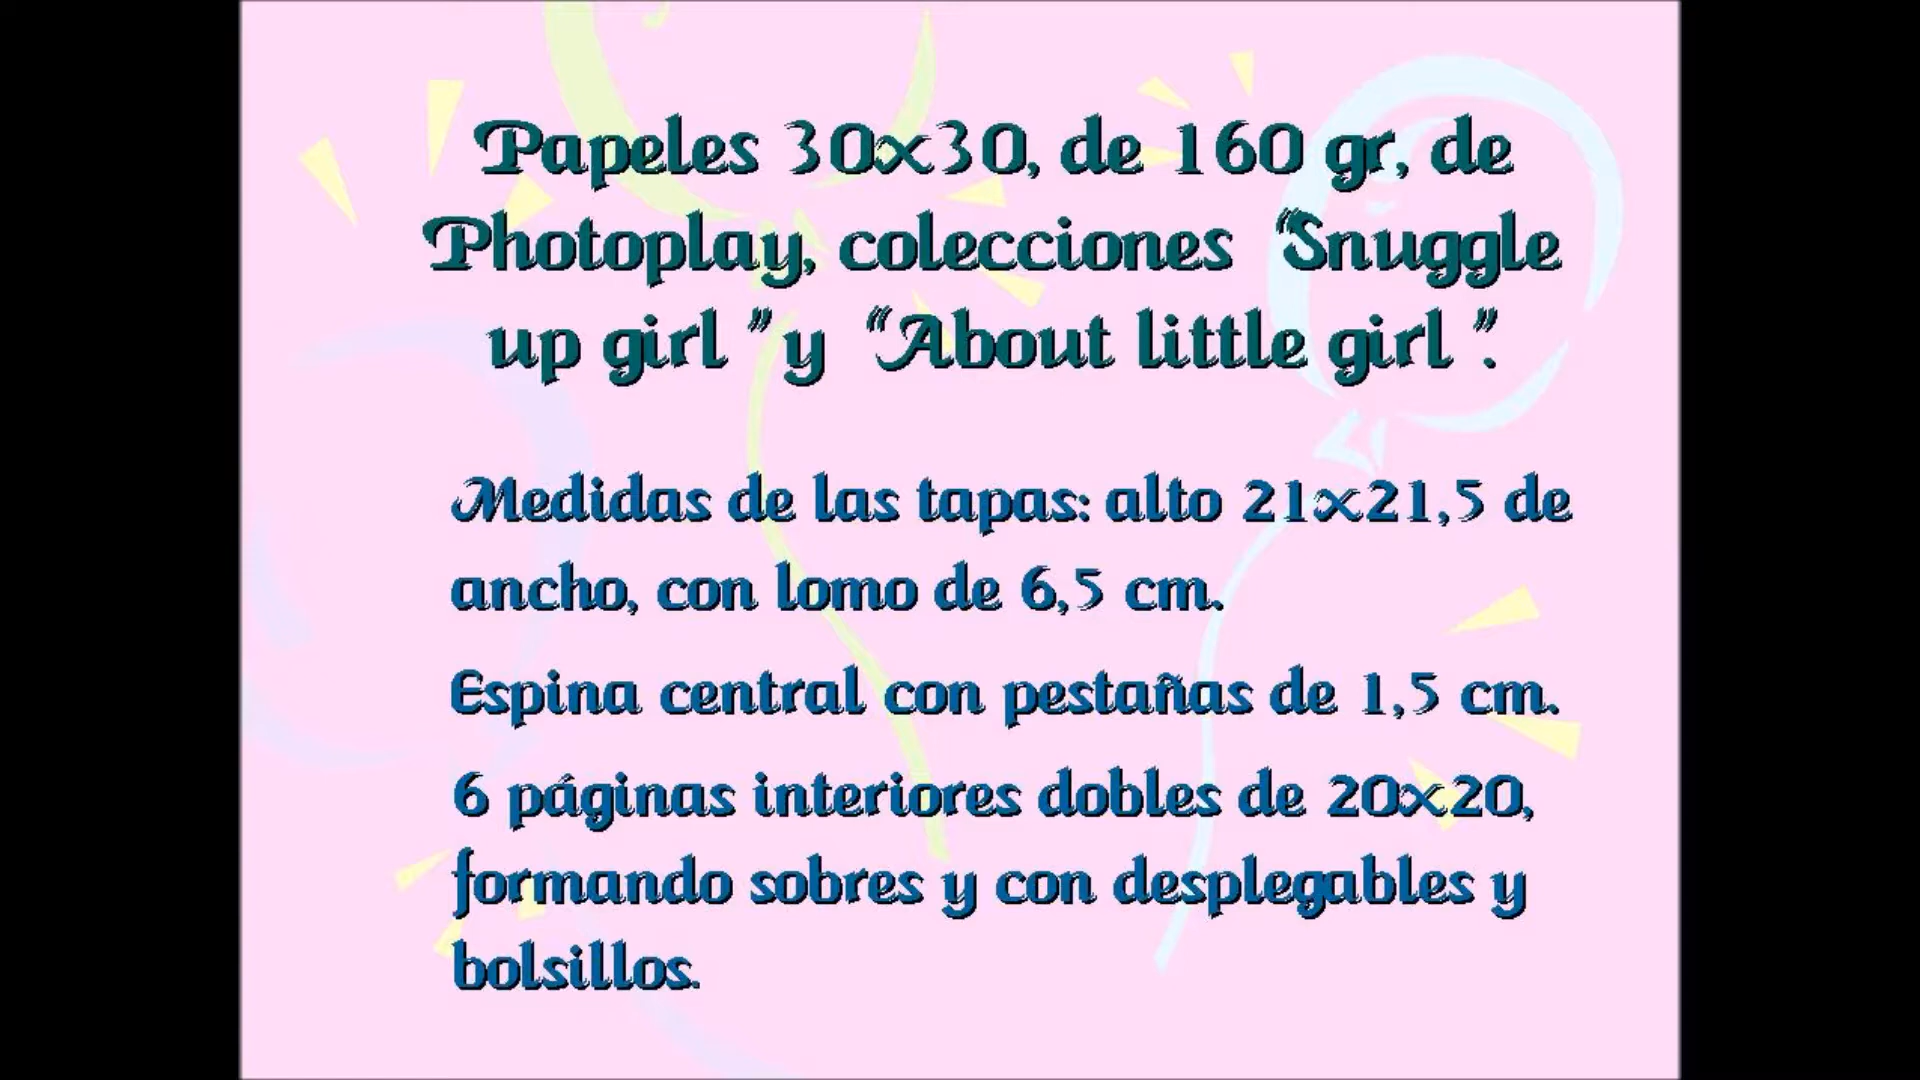 Papeles 30x30, de 160 gr, de
Photoplay, colecciones “Snuggle
up girl ” y “About little girl ”.
Medidas de las tapas: alto 21x21,5 de
ancho, con lomo de 6,5 cm.
Espina central con pestañas de 1,5 cm.
6 páginas interiores dobles de 20x20,
formando sobres y con desplegables y
bolsillos.